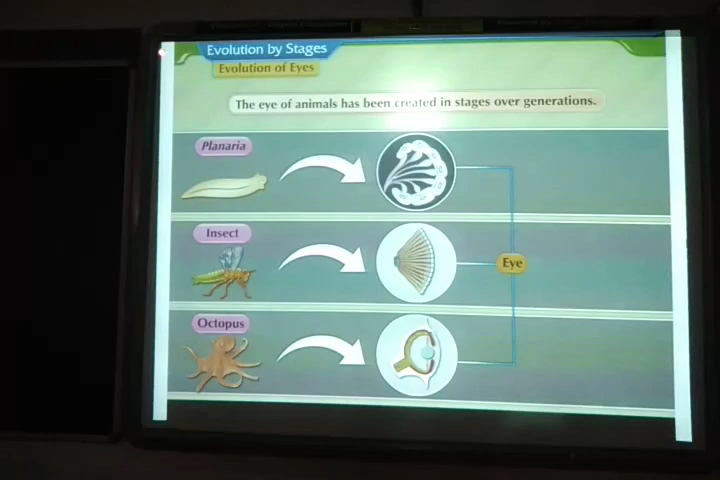 Evolution by Stages
Evolution of Eyes
The eye of animals has been created in stages over generations.
Planaria
Insect
Eye
Octopus